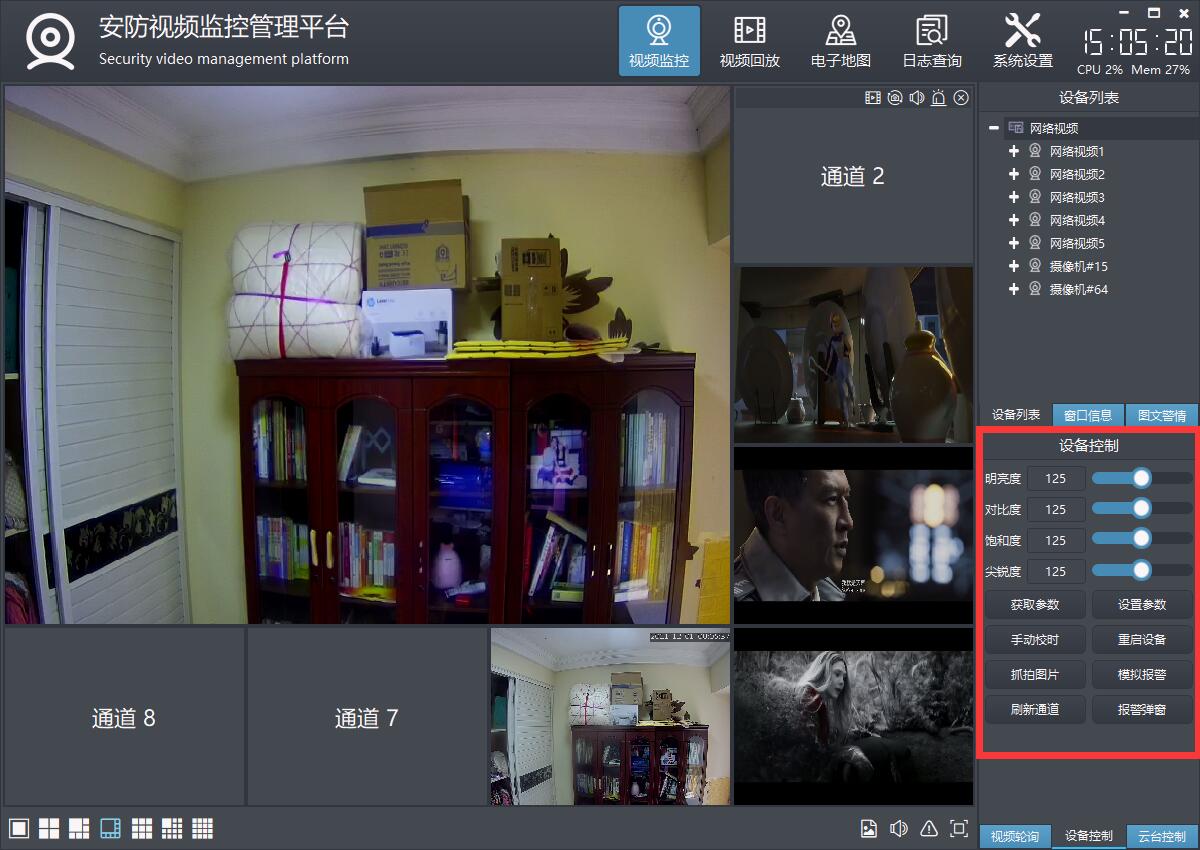 安防视频监控管理平台
Security video management platform
视频监控
视频回放
电子地图
日志查询
系统设置
15:05:20
CPU 2% Mem 27%
通道 2
通道 8
通道 7
设备列表
网络视频
网络视频1
网络视频2
网络视频3
网络视频4
网络视频5
摄像机#15
摄像机#64
设备列表
窗口信息
图文警情
设备控制
明亮度 125
对比度 125
饱和度 125
尖锐度 125
获取参数
设置参数
手动校时
重启设备
抓拍图片
模拟报警
刷新通道
报警弹窗
视频轮询
设备控制
云台控制